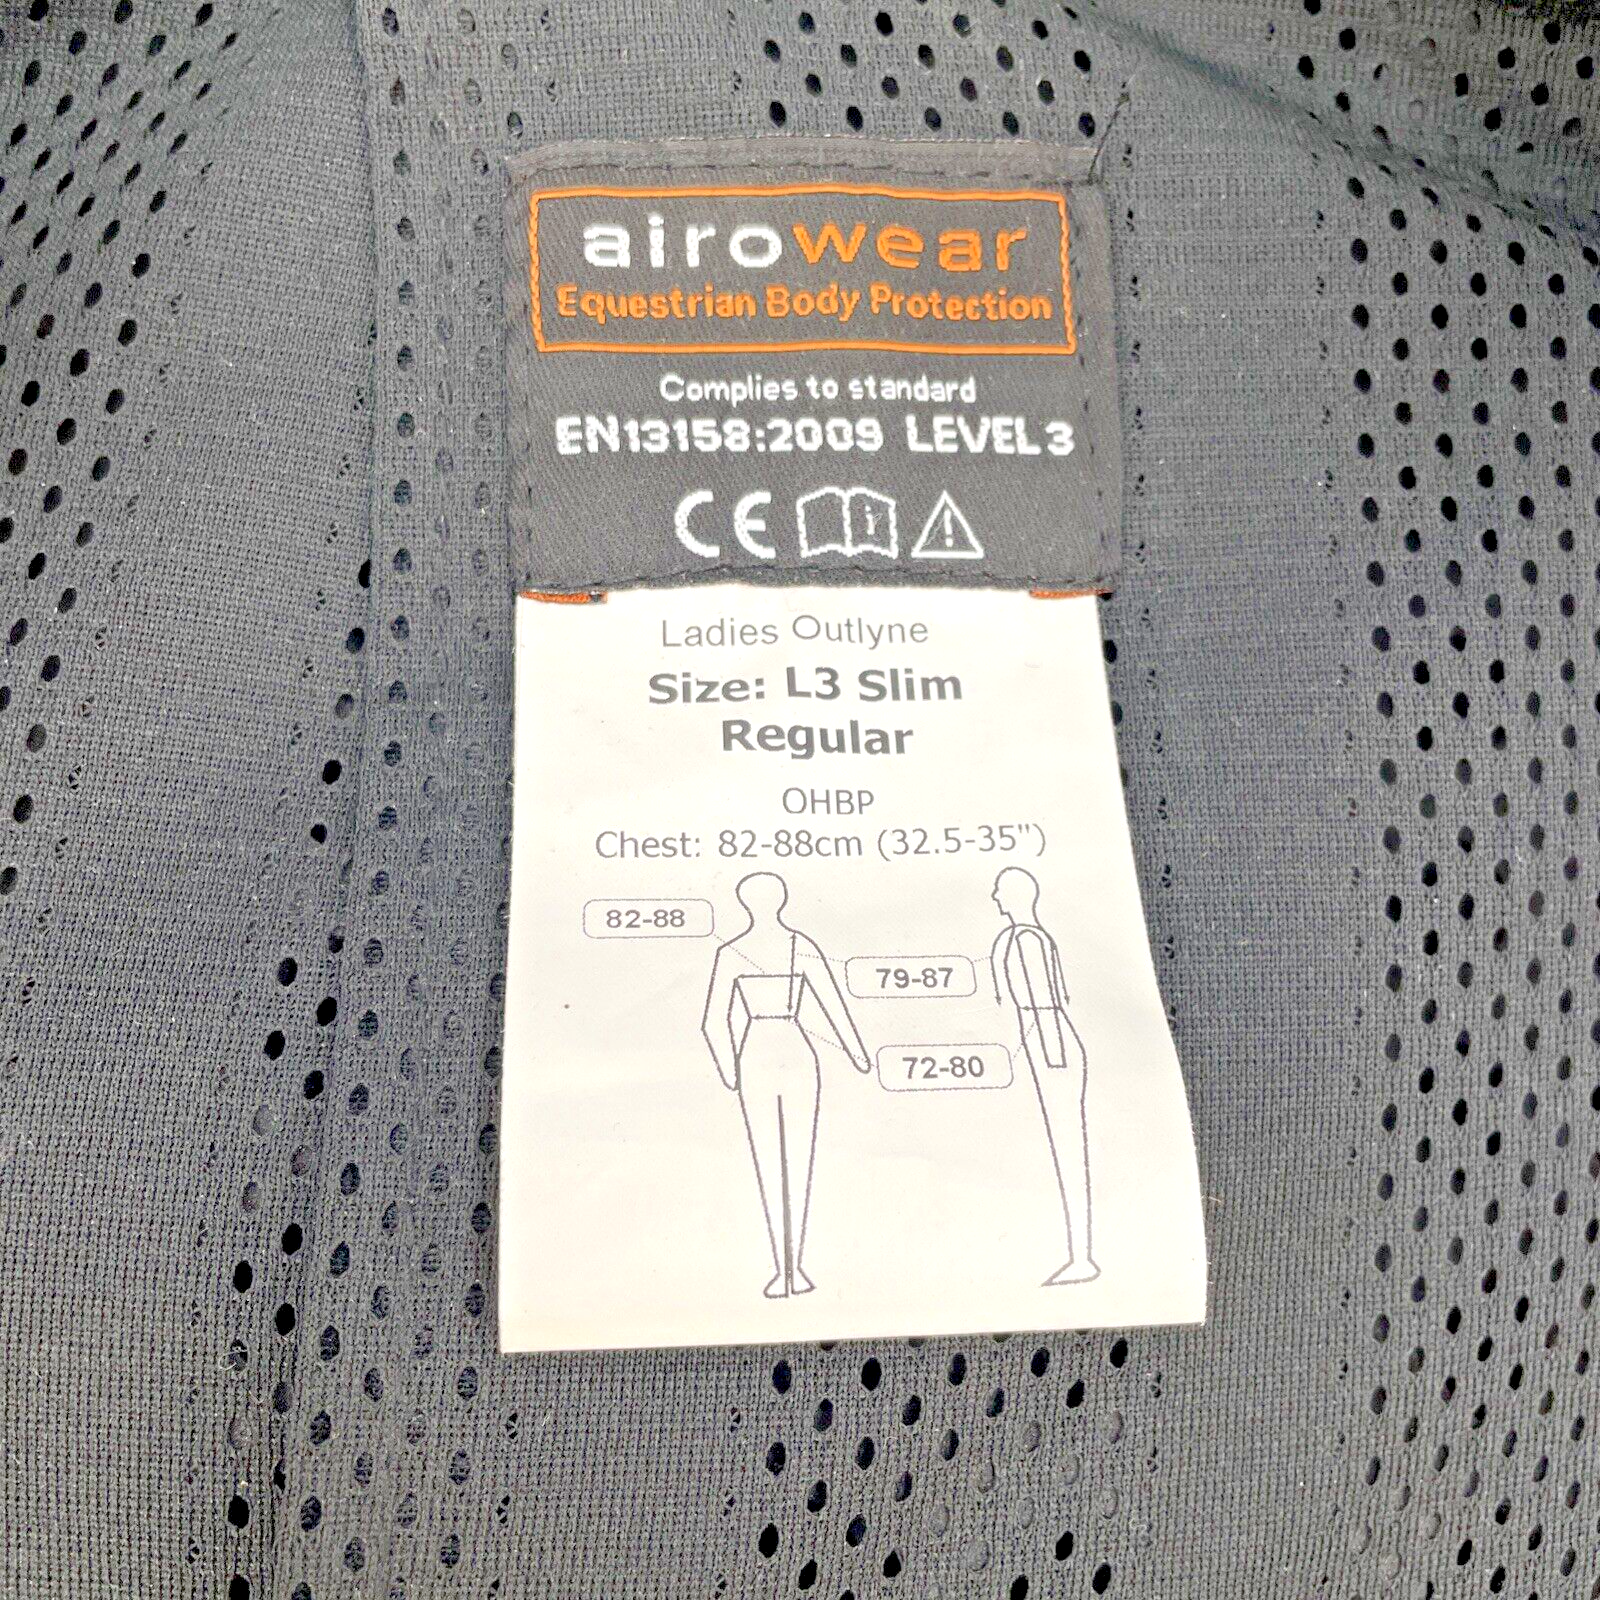 airowear
Equestrian Body Protection
Complies to standard
EN13158:2009 LEVEL 3
CE
Ladies Outlyne
Size: L3 Slim
Regular
OHBP
Chest: 82-88cm (32.5-35")
82-88
79-87
72-80